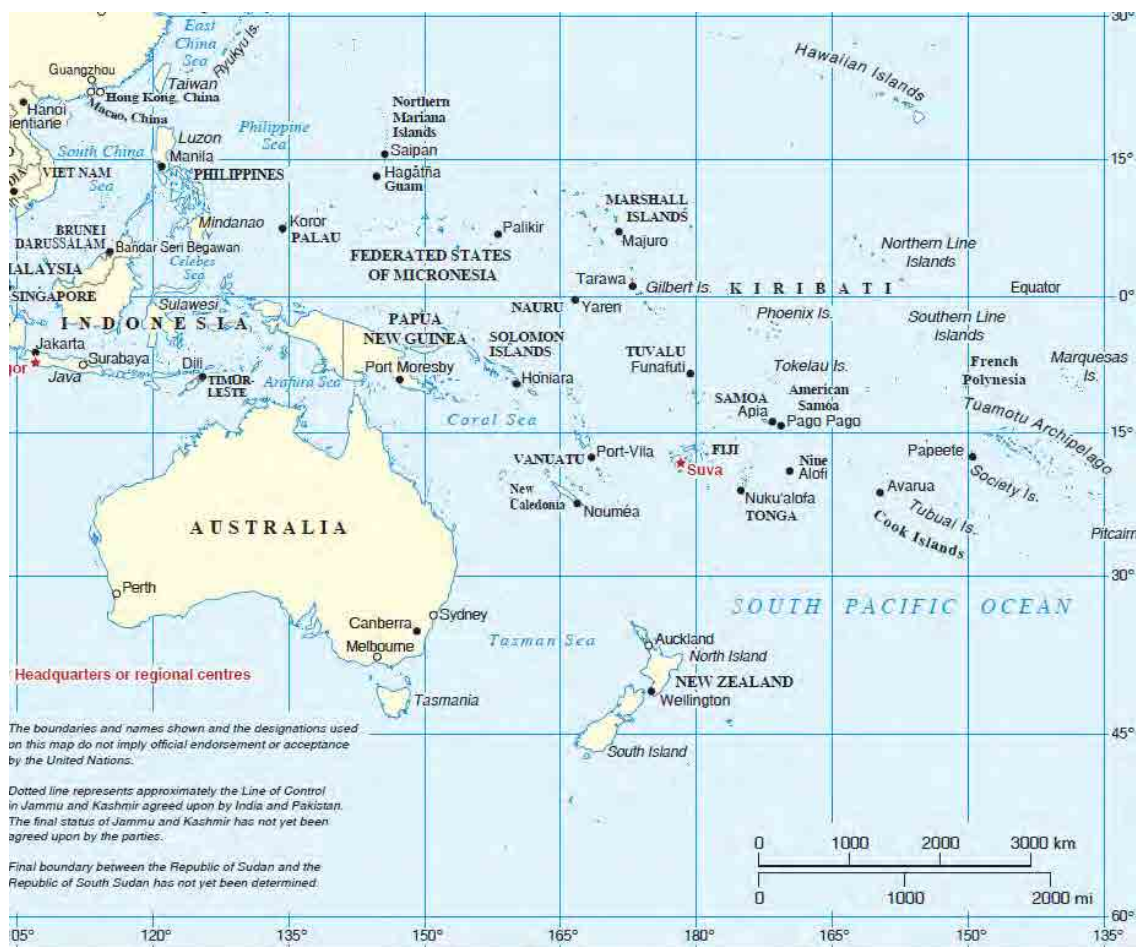 30°
135°
East
China
Sea
Ryukyu Is.
Hawaiian Islands
Guangzhou
Taiwan
Hong Kong, China
Macao, China
Hanoi
entiane
Northern
Mariana
Islands
Philippine
Sea
Luzon
Saipan
15°
South China
Sea
Manila
VIET NAM
PHILIPPINES
Hagåtña
Guam
MARSHALL
ISLANDS
Mindanao
Koror
PALAU
Palikir
Majuro
BRUNEI
DARUSSALAM
Bandar Seri Begawan
Celebes
Sea
FEDERATED STATES
OF MICRONESIA
Northern Line
Islands
MALAYSIA
SINGAPORE
Tarawa
Gilbert Is.
KIRIBATI
Equator
0°
Sulawesi
NAURU
Yaren
INDONESIA
PAPUA
NEW GUINEA
SOLOMON
ISLANDS
Phoenix Is.
Southern Line
Islands
Jakarta
Surabaya
Java
Dili
TIMOR-
LESTE
Arafura Sea
Port Moresby
Honiara
TUVALU
Funafuti
Tokelau Is.
French
Polynesia
Marquesas
Is.
gor
Coral Sea
SAMOA
Apia
American
Samoa
Pago Pago
Tuamotu Archipelago
15°
VANUATU
Port-Vila
FIJI
Suva
Nine
Alofi
Papeete
Society Is.
New
Caledonia
Nouméa
Nuku'alofa
TONGA
Avarua
Tubuai Is.
Cook Islands
Pitcairn
AUSTRALIA
30°
Perth
Sydney
Canberra
Melbourne
Tazman Sea
SOUTH PACIFIC OCEAN
Auckland
North Island
Headquarters or regional centres
NEW ZEALAND
Wellington
Tasmania
South Island
45°
The boundaries and names shown and the designations used
on this map do not imply official endorsement or acceptance
by the United Nations.
Dotted line represents approximately the Line of Control
in Jammu and Kashmir agreed upon by India and Pakistan.
The final status of Jammu and Kashmir has not yet been
agreed upon by the parties.
Final boundary between the Republic of Sudan and the
Republic of South Sudan has not yet been determined.
0 1000 2000 3000 km
0 1000 2000 mi
60°
05° 120° 135° 150° 165° 180° 165° 150° 135°